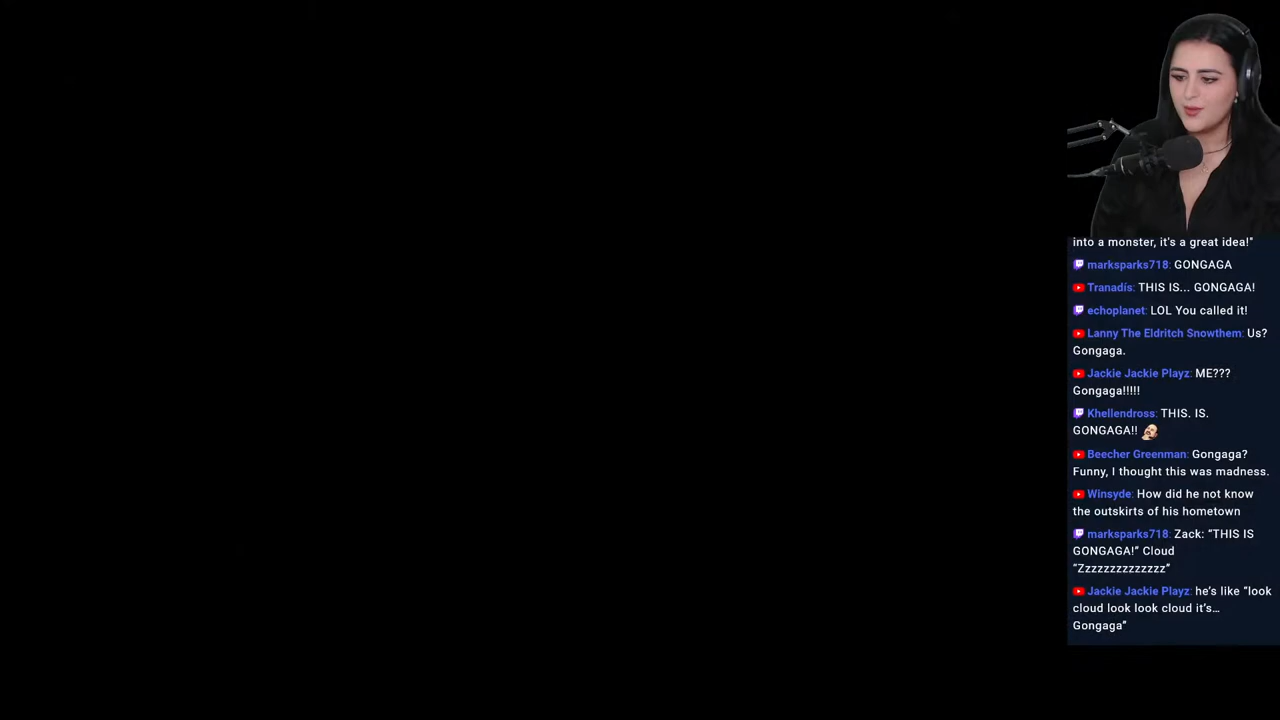 into a monster, it's a great idea!"
marksparks718: GONGAGA
Tranadís: THIS IS... GONGAGA!
echoplanet: LOL You called it!
Lanny The Eldritch Snowthem: Us?
Gongaga.
Jackie Jackie Playz: ME???
Gongaga!!!!!
Khellendross: THIS. IS.
GONGAGA!!
Beecher Greenman: Gongaga?
Funny, I thought this was madness.
Winsyde: How did he not know
the outskirts of his hometown
marksparks718: Zack: “THIS IS
GONGAGA!” Cloud
“Zzzzzzzzzzzzz”
Jackie Jackie Playz: he’s like “look
cloud look look cloud it’s…
Gongaga”